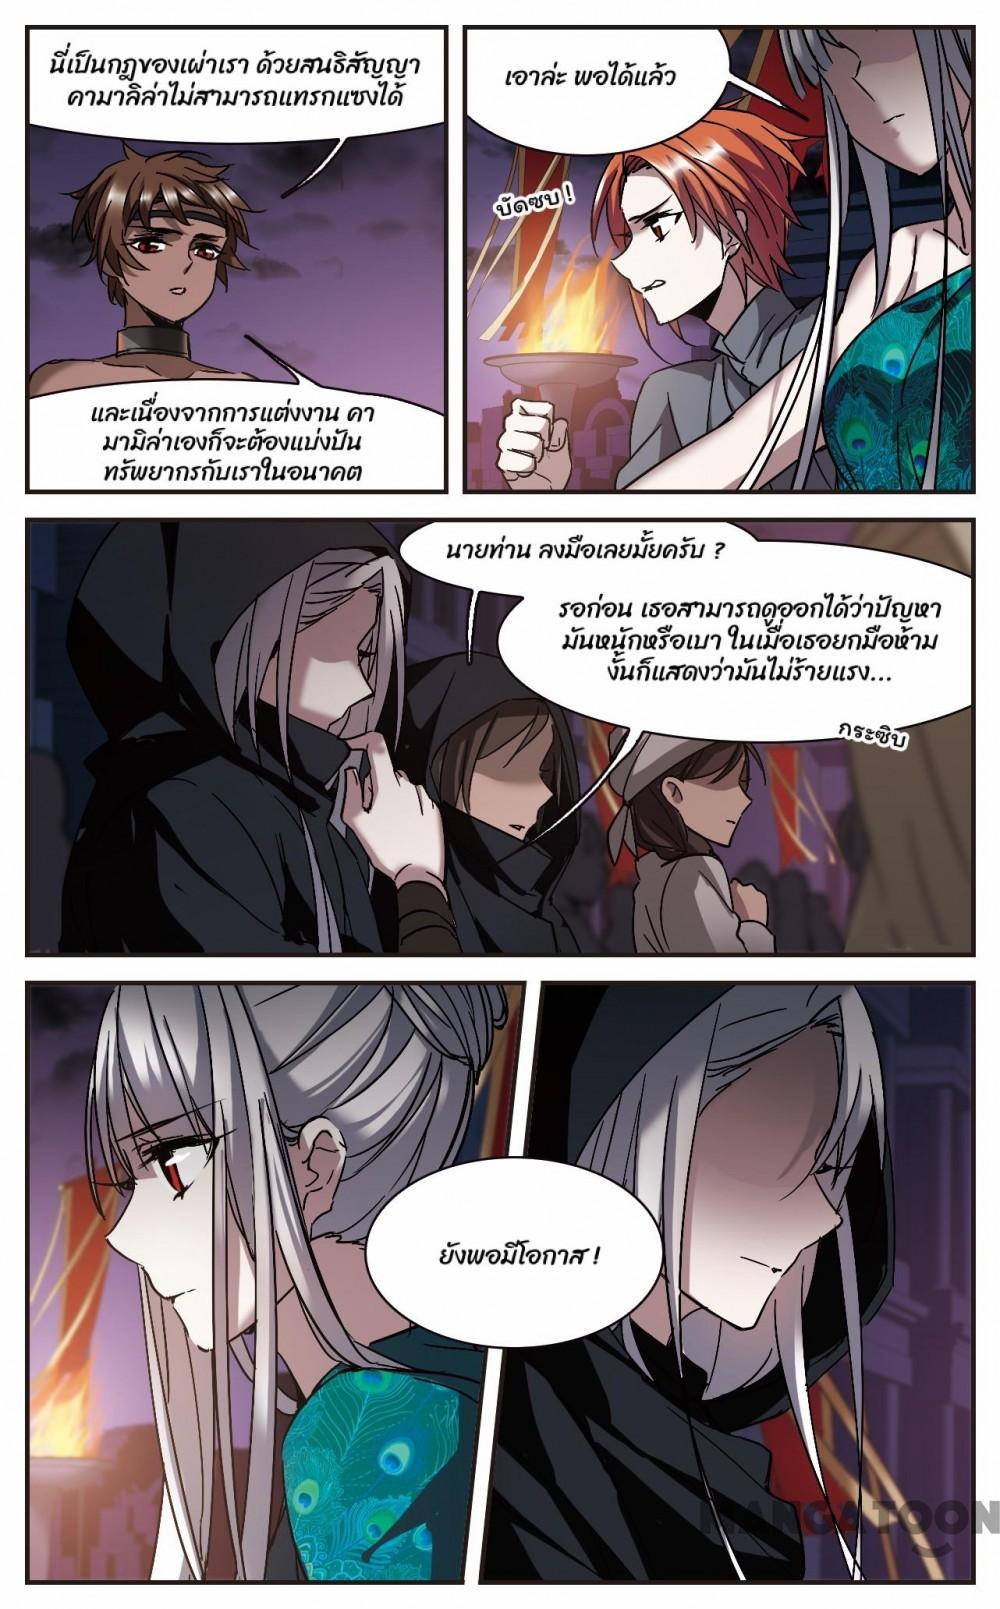 นี่เป็นกฎของเผ่าเรา ด้วยสนธิสัญญา
คามาลิล่าไม่สามารถแทรกแซงได้
และเนื่องจากการแต่งงาน คา
มามิล่าเองก็จะต้องแบ่งปัน
ทรัพยากรกับเราในอนาคต
เอาล่ะ พอได้แล้ว
บัดซบ !
นายท่าน ลงมือเลยมั้ยครับ ?
รอก่อน เธอสามารถดูออกได้ว่าปัญหา
มันหนักหรือเบา ในเมื่อเธอยกมือห้าม
งั้นก็แสดงว่ามันไม่ร้ายแรง...
กระซิบ
ยังพอมีโอกาส !
MANGATOON